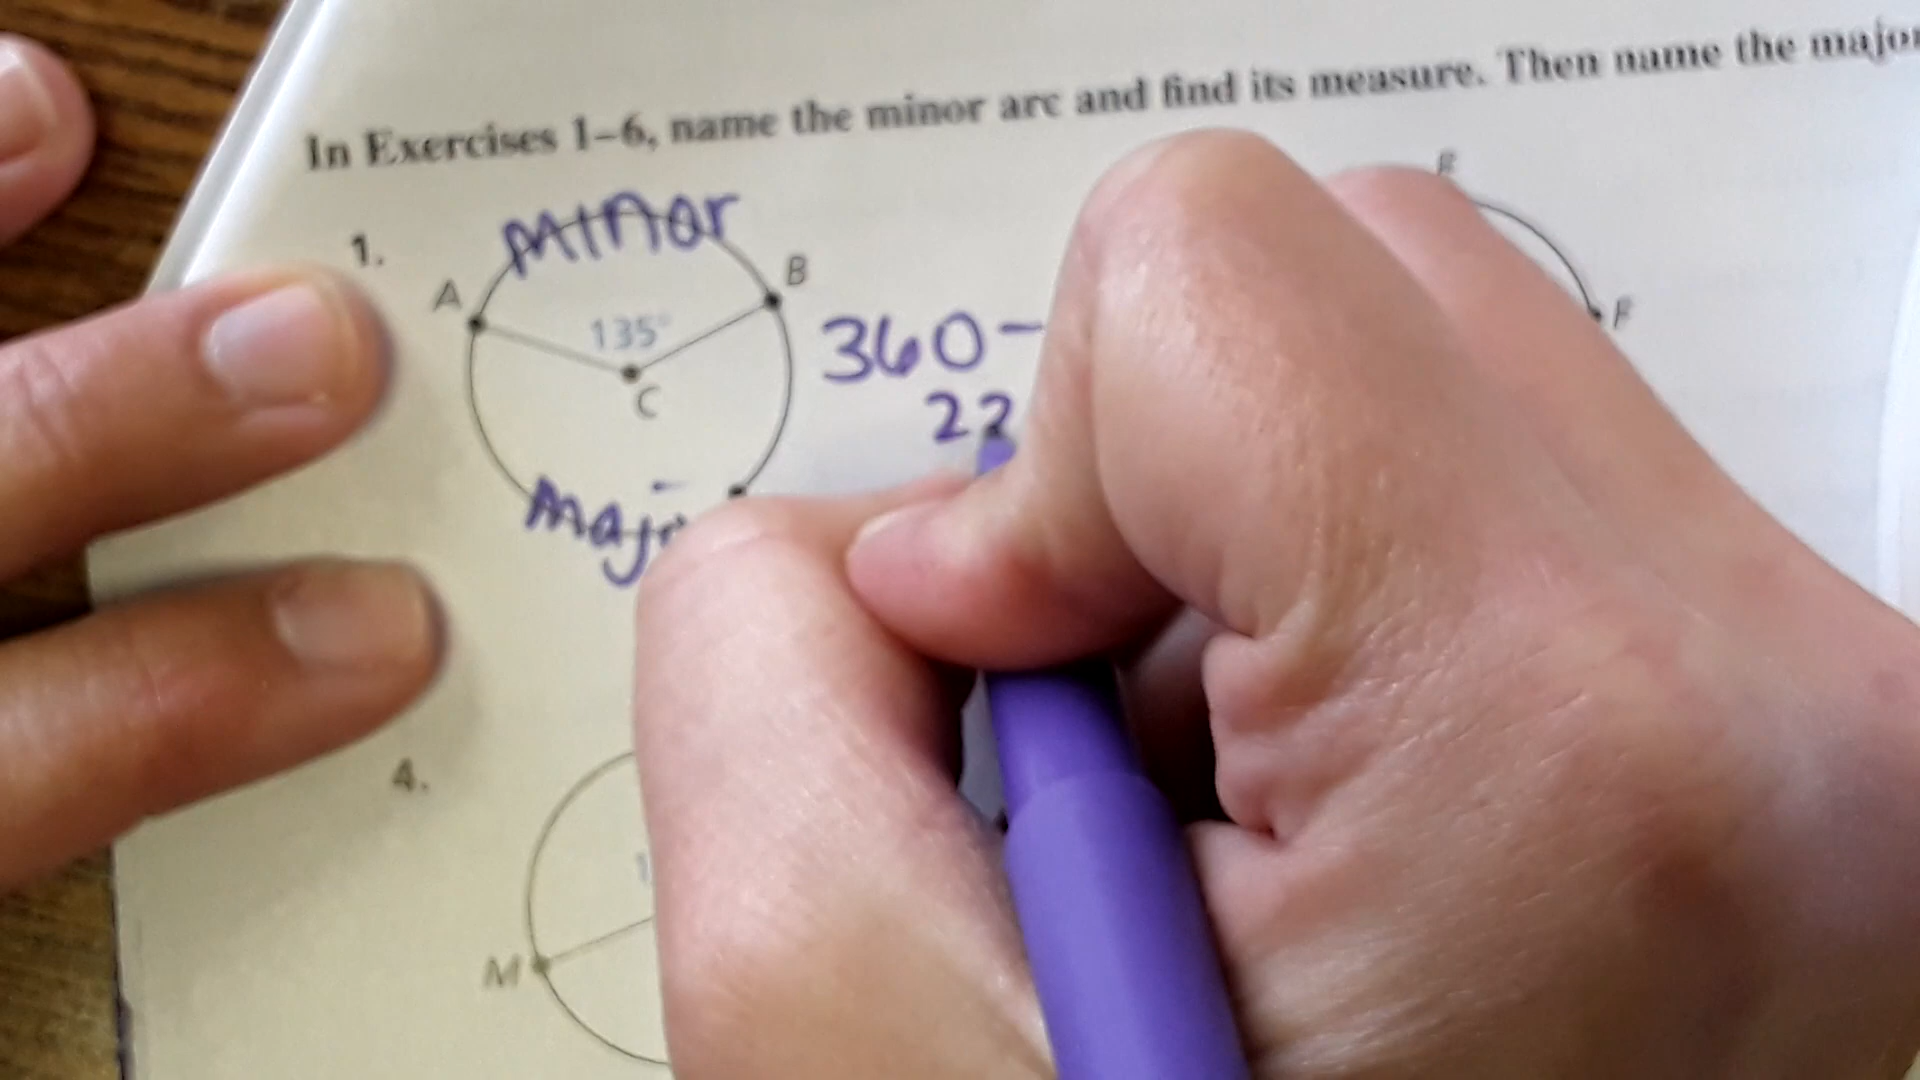 In Exercises 1–6, name the minor arc and find its measure. Then name the major
1.
minor
A
B
135°
C
360 –
22
F
4.
M